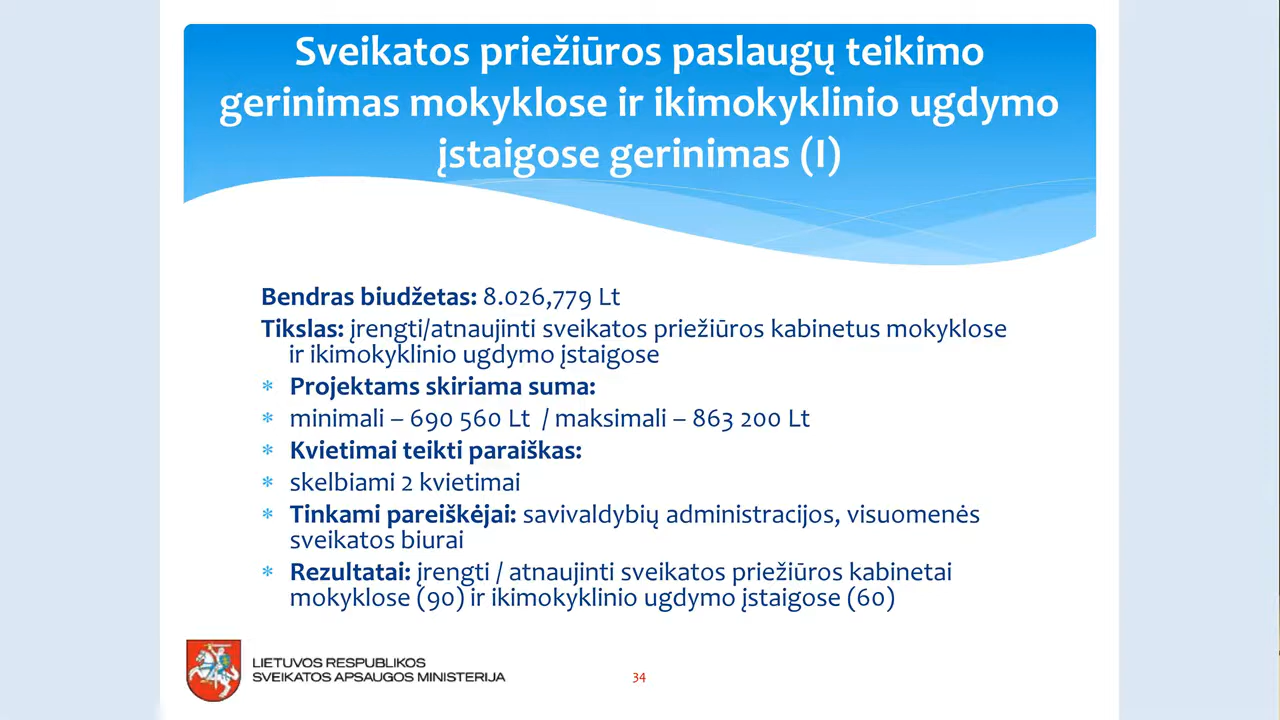 Sveikatos priežiūros paslaugų teikimo
gerinimas mokyklose ir ikimokyklinio ugdymo
įstaigose gerinimas (I)
Bendras biudžetas: 8.026,779 Lt
Tikslas: įrengti/atnaujinti sveikatos priežiūros kabinetus mokyklose
ir ikimokyklinio ugdymo įstaigose
* Projektams skiriama suma:
* minimali – 690 560 Lt / maksimali – 863 200 Lt
* Kvietimai teikti paraiškas:
* skelbiami 2 kvietimai
* Tinkami pareiškėjai: savivaldybių administracijos, visuomenės
sveikatos biurai
* Rezultatai: įrengti / atnaujinti sveikatos priežiūros kabinetai
mokyklose (90) ir ikimokyklinio ugdymo įstaigose (60)
LIETUVOS RESPUBLIKOS
SVEIKATOS APSAUGOS MINISTERIJA
34